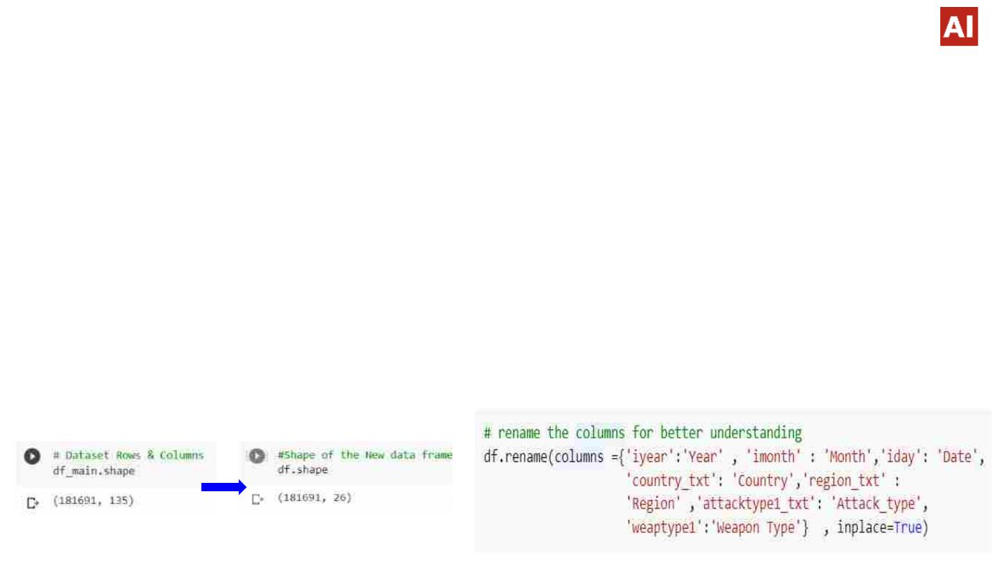 AI
# Dataset Rows & Columns
df_main.shape
(181691, 135)
#Shape of the New data frame
df.shape
(181691, 26)
# rename the columns for better understanding
df.rename(columns ={'iyear':'Year' , 'imonth' : 'Month','iday': 'Date',
'country_txt': 'Country','region_txt' :
'Region' ,'attacktype1_txt': 'Attack_type',
'weaptype1':'Weapon Type'}  , inplace=True)